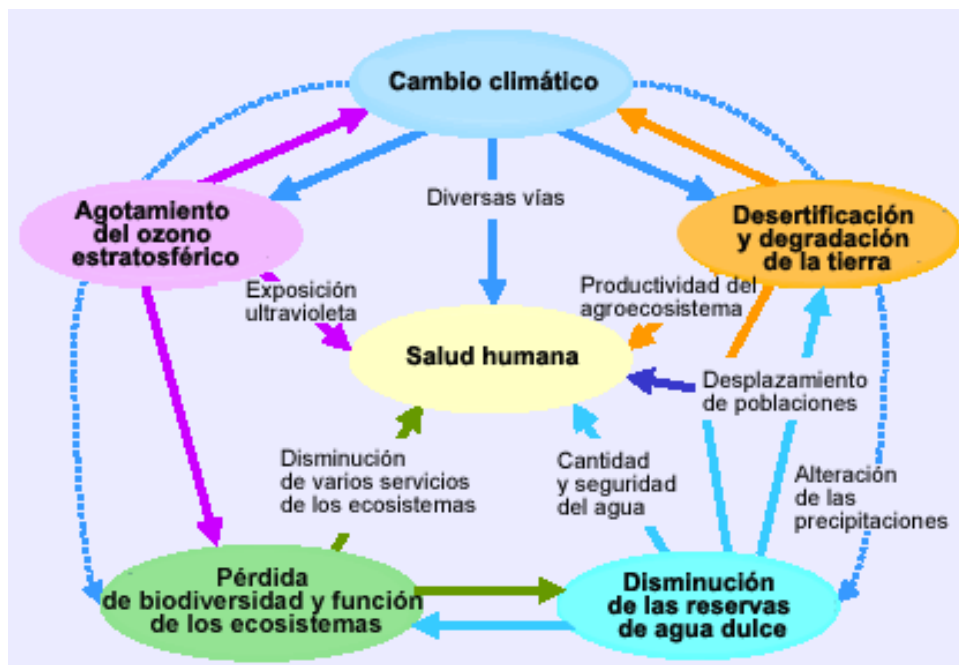 Cambio climático
Diversas vías
Agotamiento
del ozono
estratosférico
Desertificación
y degradación
de la tierra
Exposición
ultravioleta
Productividad del
agroecosistema
Salud humana
Desplazamiento
de poblaciones
Disminución
de varios servicios
de los ecosistemas
Cantidad
y seguridad
del agua
Alteración
de las
precipitaciones
Pérdida
de biodiversidad y función
de los ecosistemas
Disminución
de las reservas
de agua dulce